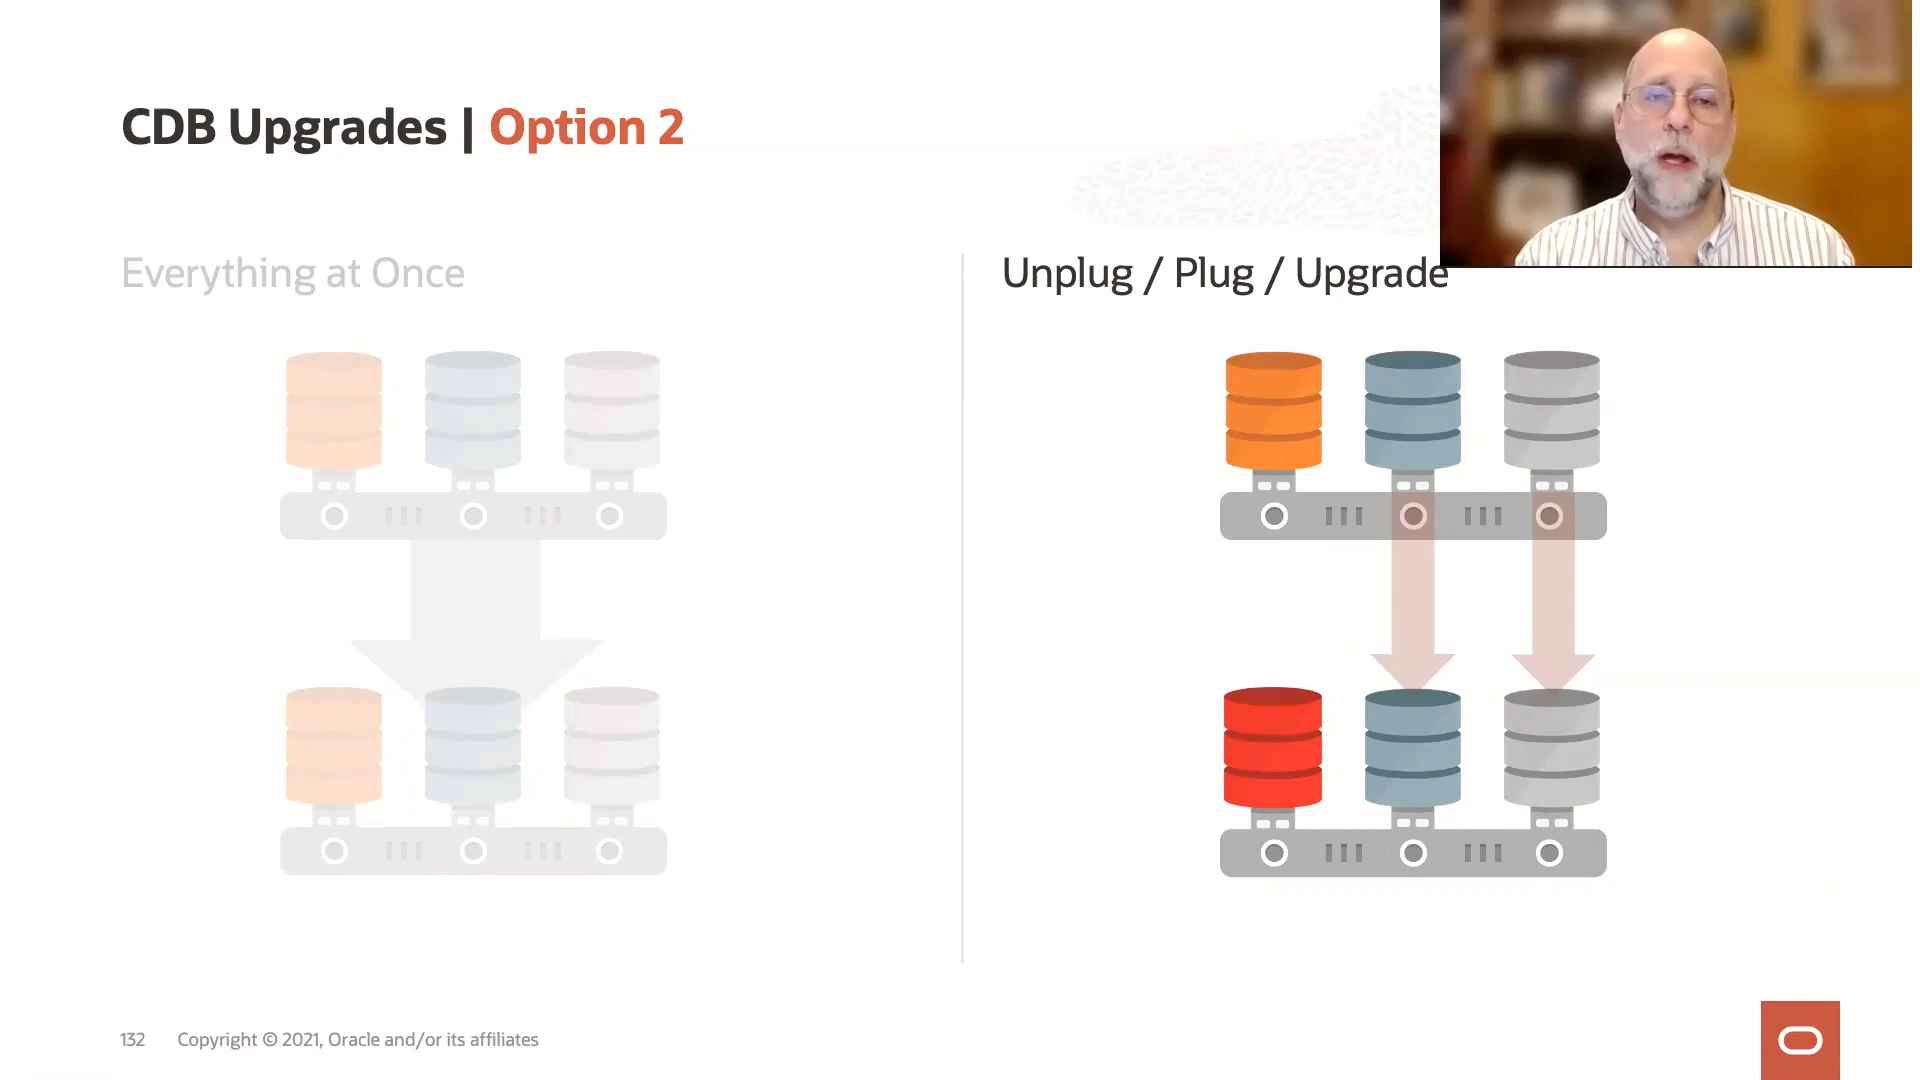 CDB Upgrades | Option 2
Everything at Once
Unplug / Plug / Upgrade
132 Copyright © 2021, Oracle and/or its affiliates